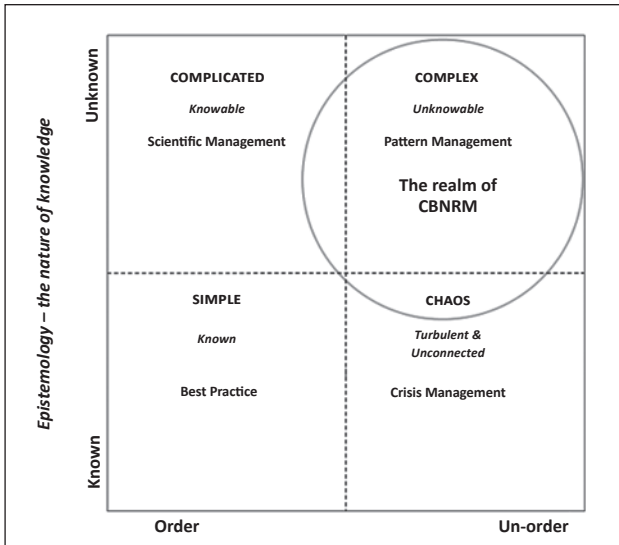 Epistemology – the nature of knowledge
Unknown
COMPLICATED
Knowable
Scientific Management
COMPLEX
Unknowable
Pattern Management
The realm of
CBNRM
SIMPLE
Known
Best Practice
CHAOS
Turbulent &
Unconnected
Crisis Management
Known
Order
Un-order